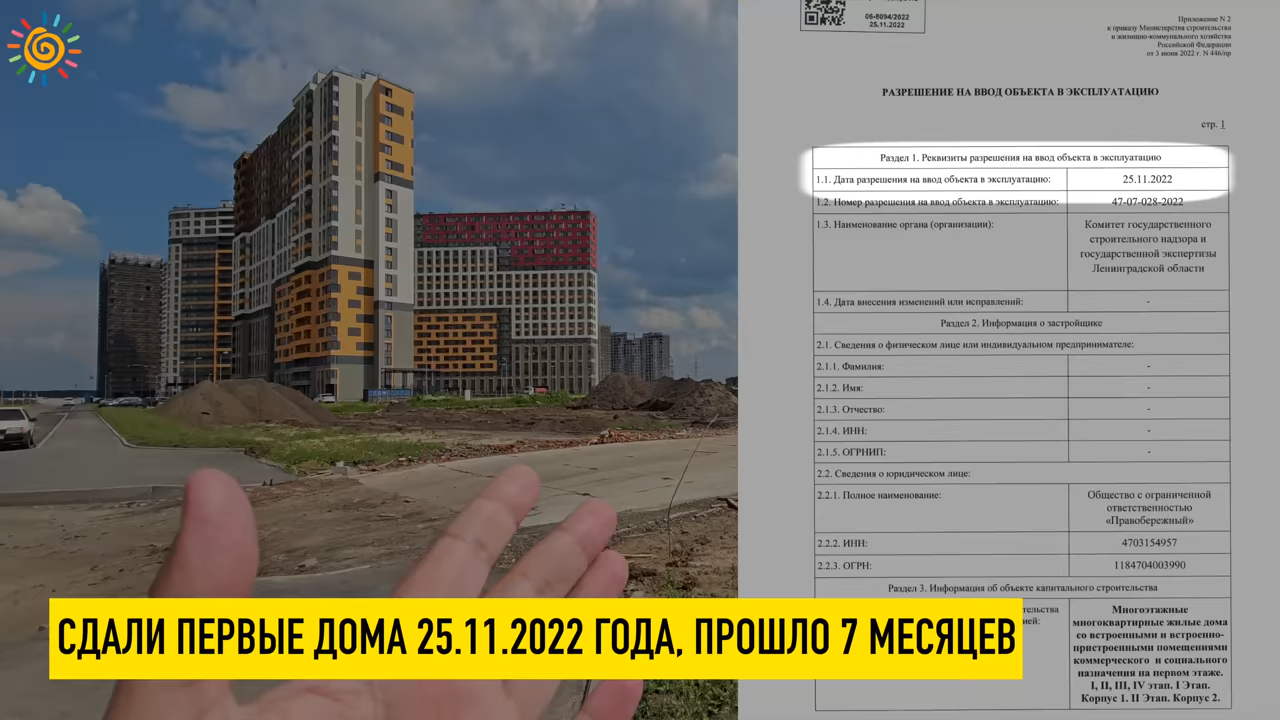 06-8094/2022
25.11.2022
Приложение N 2
к приказу Министерства строительства
и жилищно-коммунального хозяйства
Российской Федерации
от 3 июня 2022 г. N 446/пр
РАЗРЕШЕНИЕ НА ВВОД ОБЪЕКТА В ЭКСПЛУАТАЦИЮ
стр. 1
Раздел 1. Реквизиты разрешения на ввод объекта в эксплуатацию
1.1. Дата разрешения на ввод объекта в эксплуатацию:
25.11.2022
1.2. Номер разрешения на ввод объекта в эксплуатацию:
47-07-028-2022
1.3. Наименование органа (организации):
Комитет государственного
строительного надзора и
государственной экспертизы
Ленинградской области
1.4. Дата внесения изменений или исправлений:
-
Раздел 2. Информация о застройщике
2.1. Сведения о физическом лице или индивидуальном предпринимателе:
2.1.1. Фамилия:
-
2.1.2. Имя:
-
2.1.3. Отчество:
-
2.1.4. ИНН:
-
2.1.5. ОГРНИП:
-
2.2. Сведения о юридическом лице:
2.2.1. Полное наименование:
Общество с ограниченной
ответственностью
«Правобережный»
2.2.2. ИНН:
4703154957
2.2.3. ОГРН:
1184704003990
Раздел 3. Информация об объекте капитального строительства
Многоэтажные
многоквартирные жилые дома
со встроенными и встроенно-
пристроенными помещениями
коммерческого и социального
назначения на первом этаже.
I, II, III, IV этап. I Этап.
Корпус 1. II Этап. Корпус 2.
СДАЛИ ПЕРВЫЕ ДОМА 25.11.2022 ГОДА, ПРОШЛО 7 МЕСЯЦЕВ